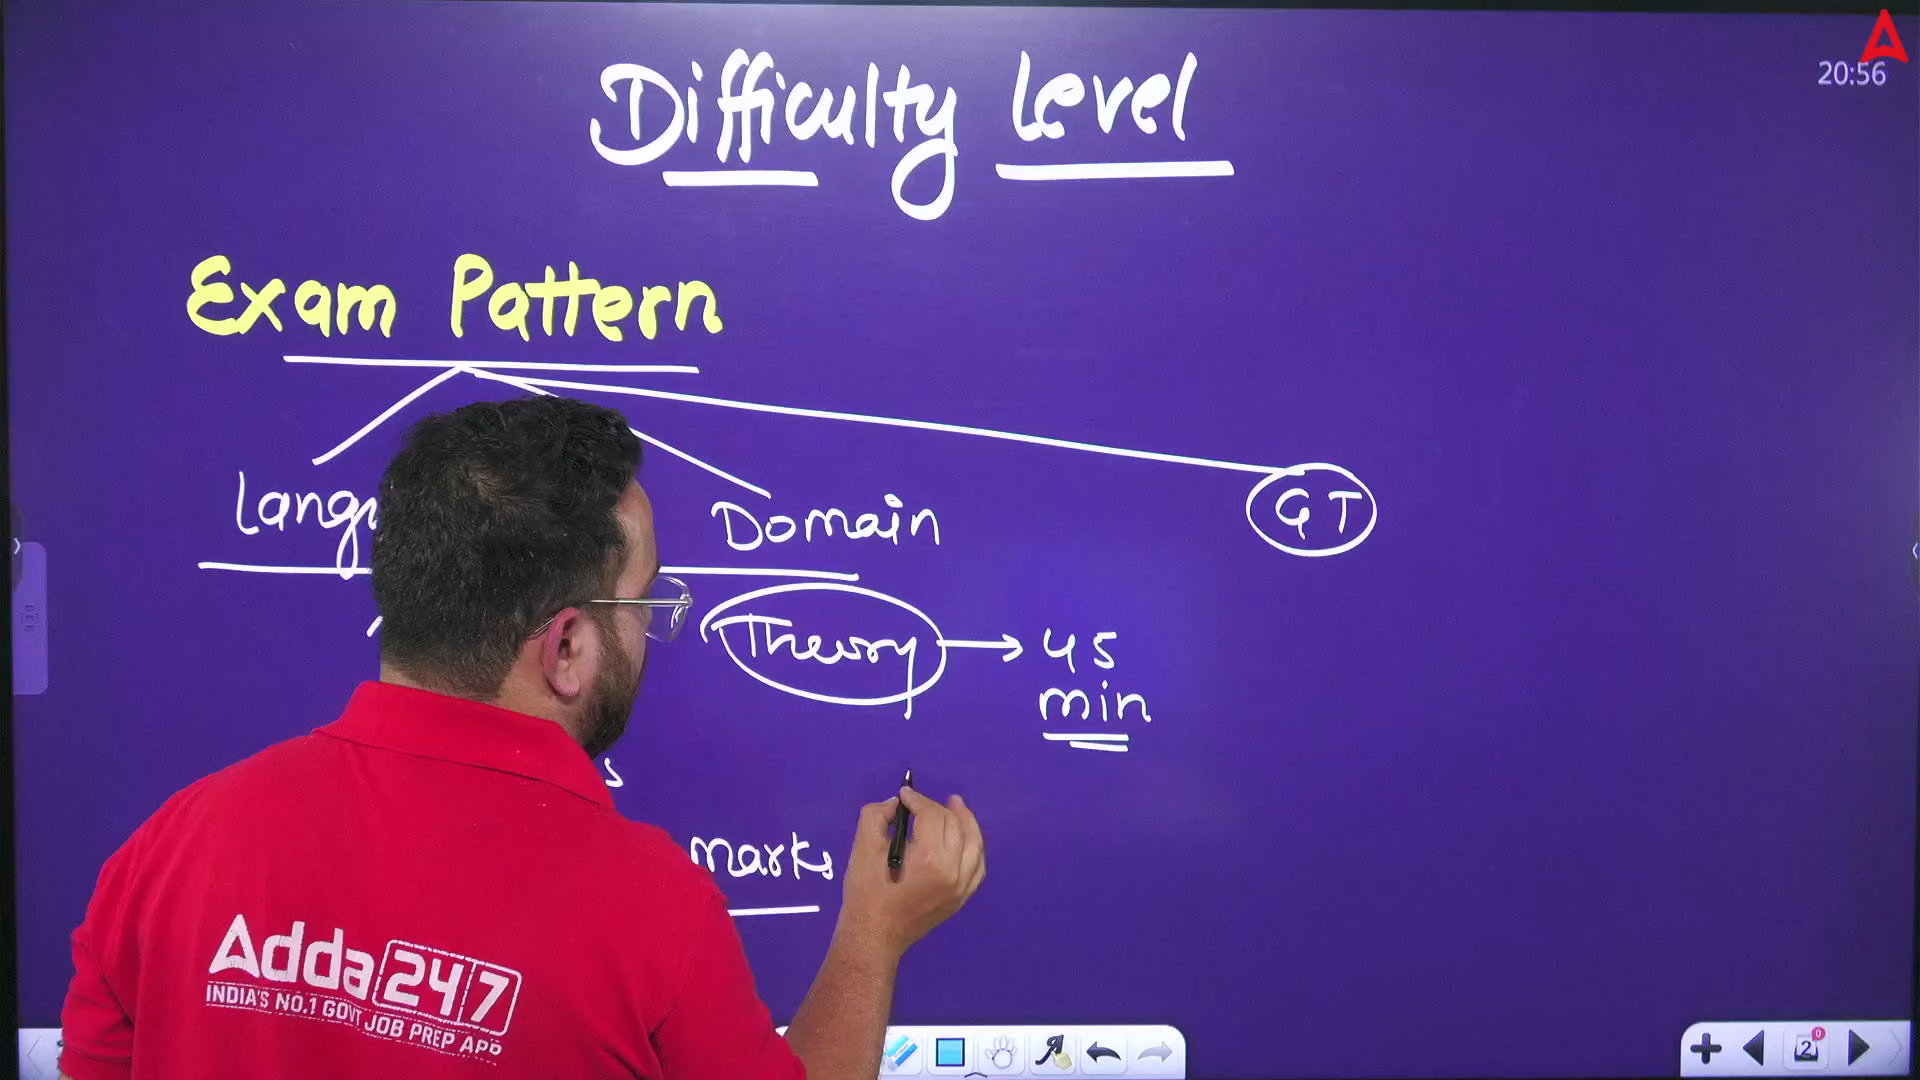 20:56
Difficulty Level
Exam Pattern
Domain
GT
Theory → 45
min
marks
Adda247
INDIA'S NO.1 GOVT JOB PREP APP
2